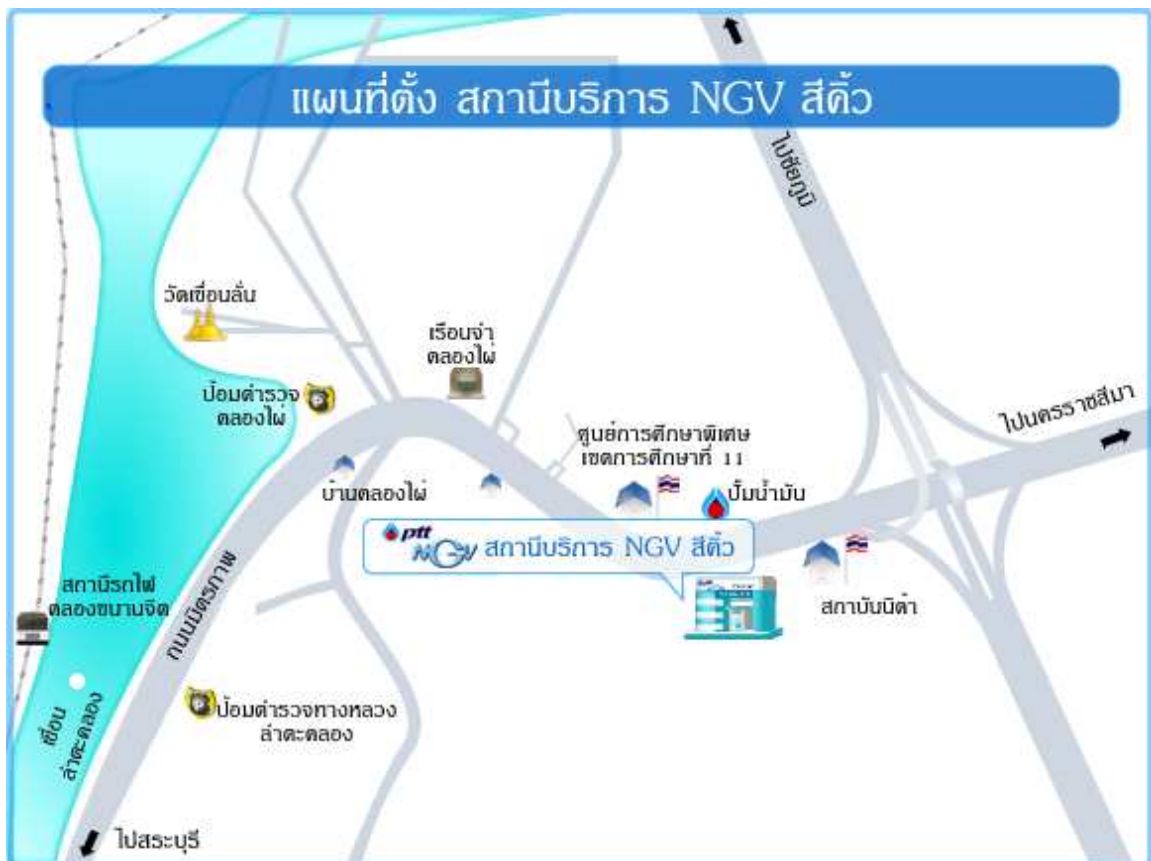 แผนที่ตั้ง สถานีบริการ NGV สีคิ้ว
ไปชัยภูมิ
วัดเขื่อนลั่น
เรือนจำ
คลองไผ่
ป้อมตำรวจ
คลองไผ่
ไปนครราชสีมา
ศูนย์การศึกษาพิเศษ
เขตการศึกษาที่ 11
บ้านคลองไผ่
ปั้มน้ำมัน
ptt
NGV สถานีบริการ NGV สีคิ้ว
สถาบันนิด้า
สถานีรถไฟ
คลองขนานจิต
ถนนมิตรภาพ
เขื่อน
ลำตะคลอง
ป้อมตำรวจทางหลวง
ลำตะคลอง
ไปสระบุรี